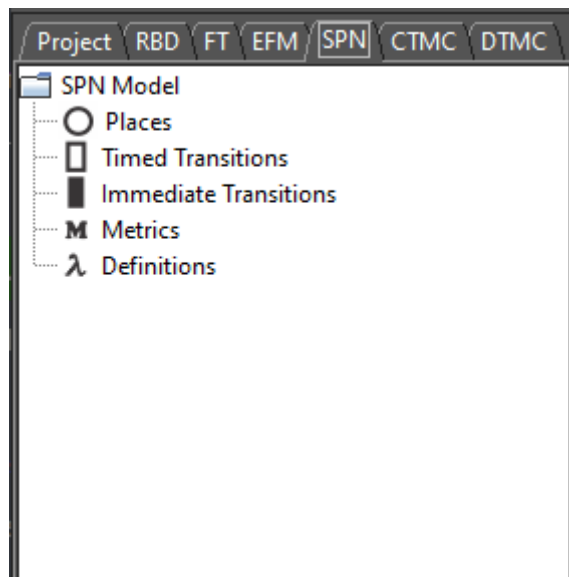 Project RBD FT EFM SPN CTMC DTMC
SPN Model
Places
Timed Transitions
Immediate Transitions
M Metrics
λ Definitions